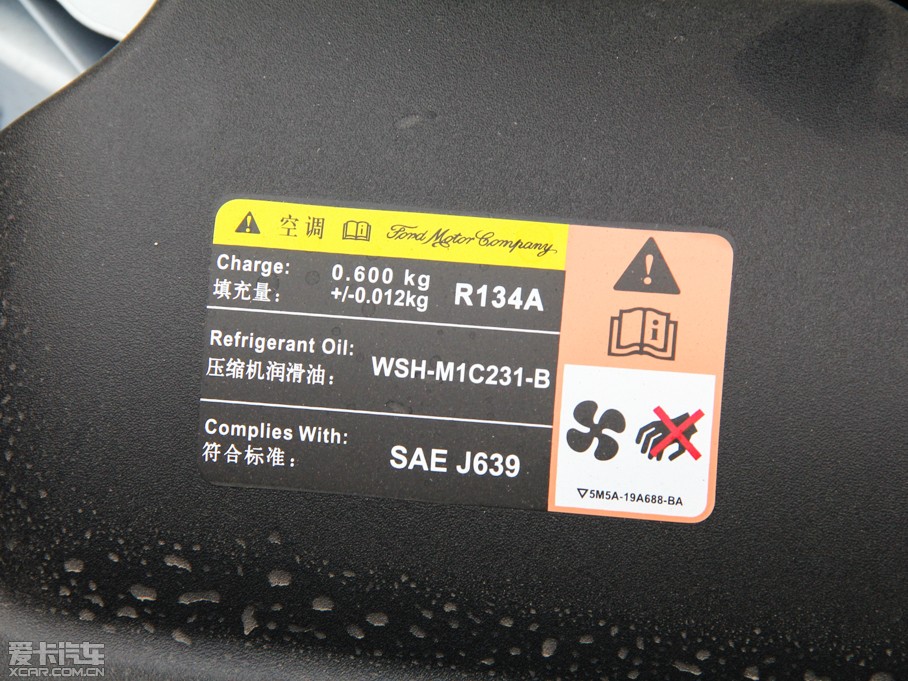 空调 Ford Motor Company
Charge: 0.600 kg
填充量： +/-0.012kg R134A
Refrigerant Oil:
压缩机润滑油： WSH-M1C231-B
Complies With:
符合标准： SAE J639
5M5A-19A688-BA
爱卡汽车
XCAR.COM.CN